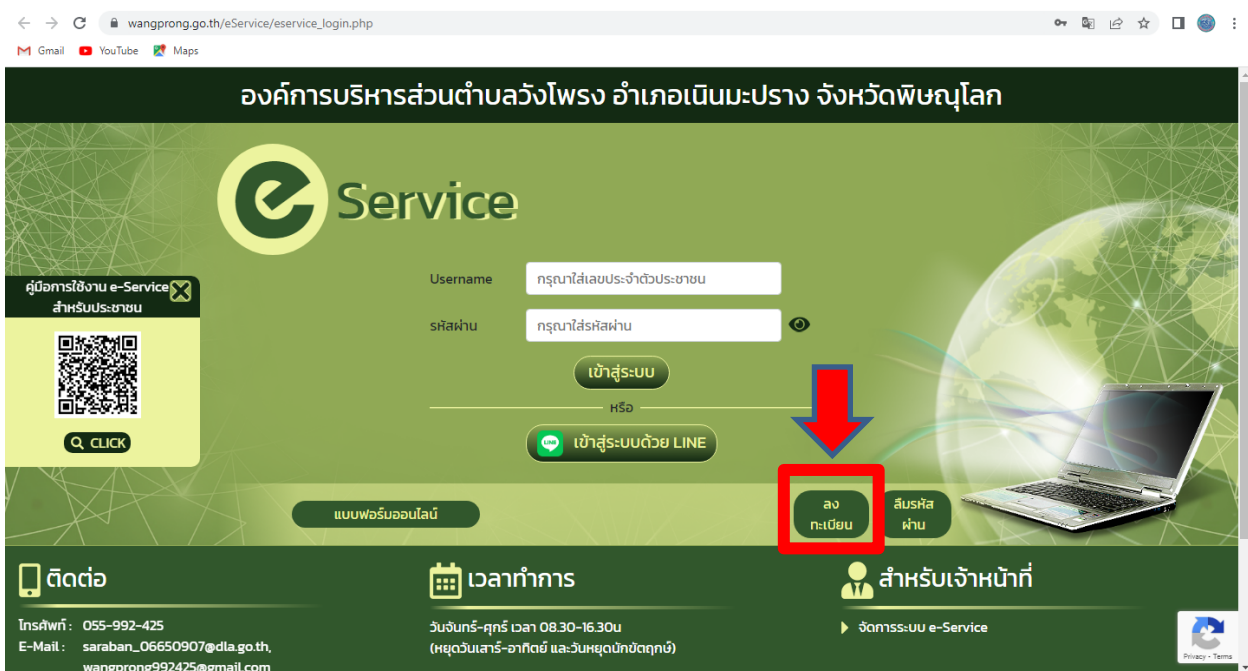 wangprong.go.th/eService/eservice_login.php
Gmail YouTube Maps
องค์การบริหารส่วนตำบลวังโพรง อำเภอเนินมะปราง จังหวัดพิษณุโลก
e Service
คู่มือการใช้งาน e-Service
สำหรับประชาชน
CLICK
Username กรุณาใส่เลขประจำตัวประชาชน
รหัสผ่าน กรุณาใส่รหัสผ่าน
เข้าสู่ระบบ
หรือ
LINE เข้าสู่ระบบด้วย LINE
แบบฟอร์มออนไลน์
ลง
ทะเบียน
ลืมรหัส
ผ่าน
ติดต่อ
โทรศัพท์ : 055-992-425
E-Mail : saraban_06650907@dla.go.th,
wangprong992425@gmail.com
เวลาทำการ
วันจันทร์-ศุกร์ เวลา 08.30-16.30น
(หยุดวันเสาร์-อาทิตย์ และวันหยุดนักขัตฤกษ์)
สำหรับเจ้าหน้าที่
จัดการระบบ e-Service
Privacy - Terms